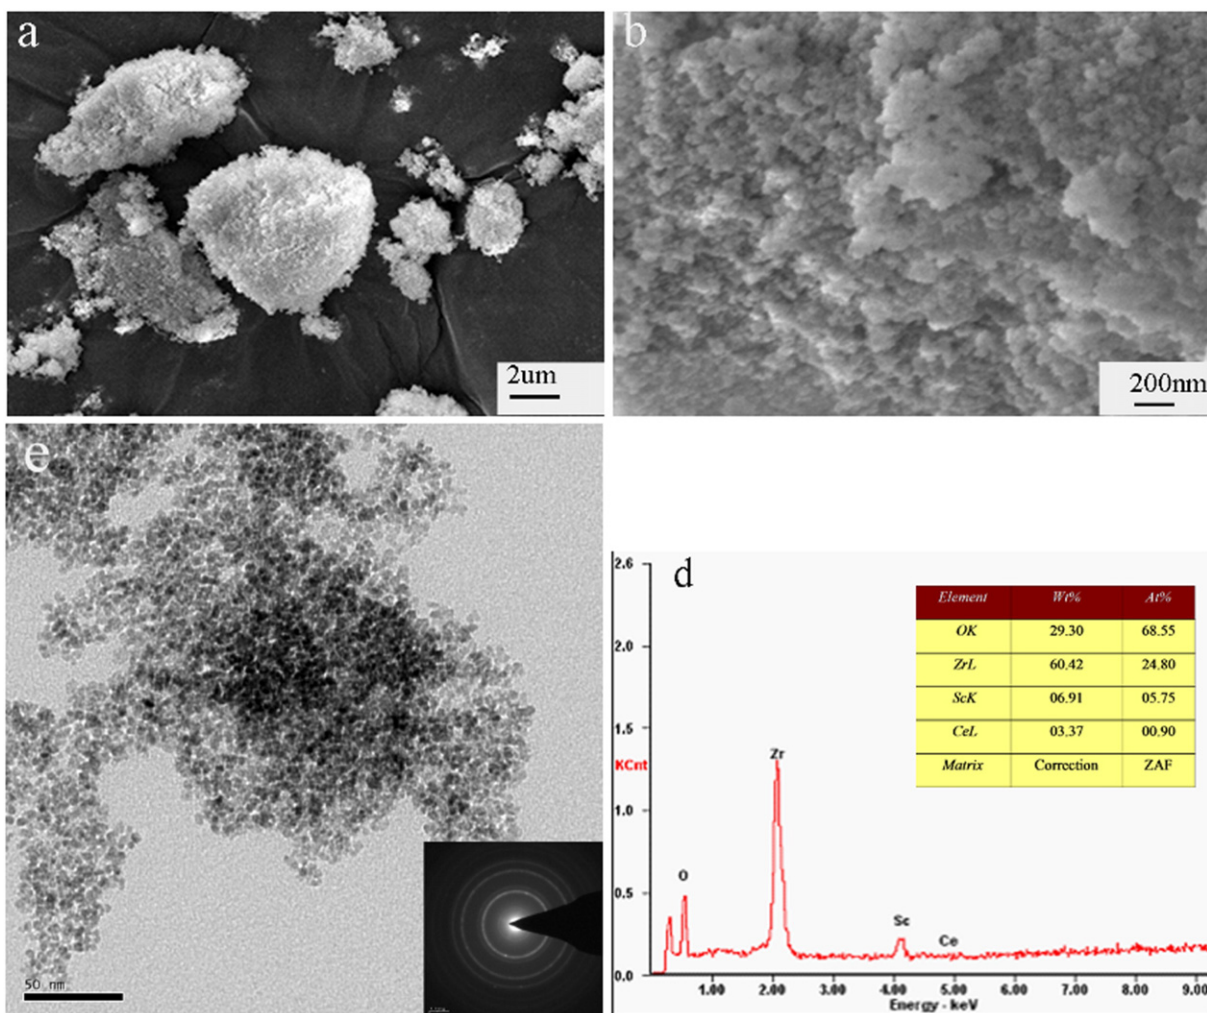 a
2um
b
200nm
e
50 nm
d
2.6
2.0
1.5
KCnt
1.0
0.5
0.0
Zr
O
Sc
Ce
1.00 2.00 3.00 4.00 5.00 6.00 7.00 8.00 9.00
Energy - keV
Element Wt% At%
OK 29.30 68.55
ZrL 60.42 24.80
ScK 06.91 05.75
CeL 03.37 00.90
Matrix Correction ZAF